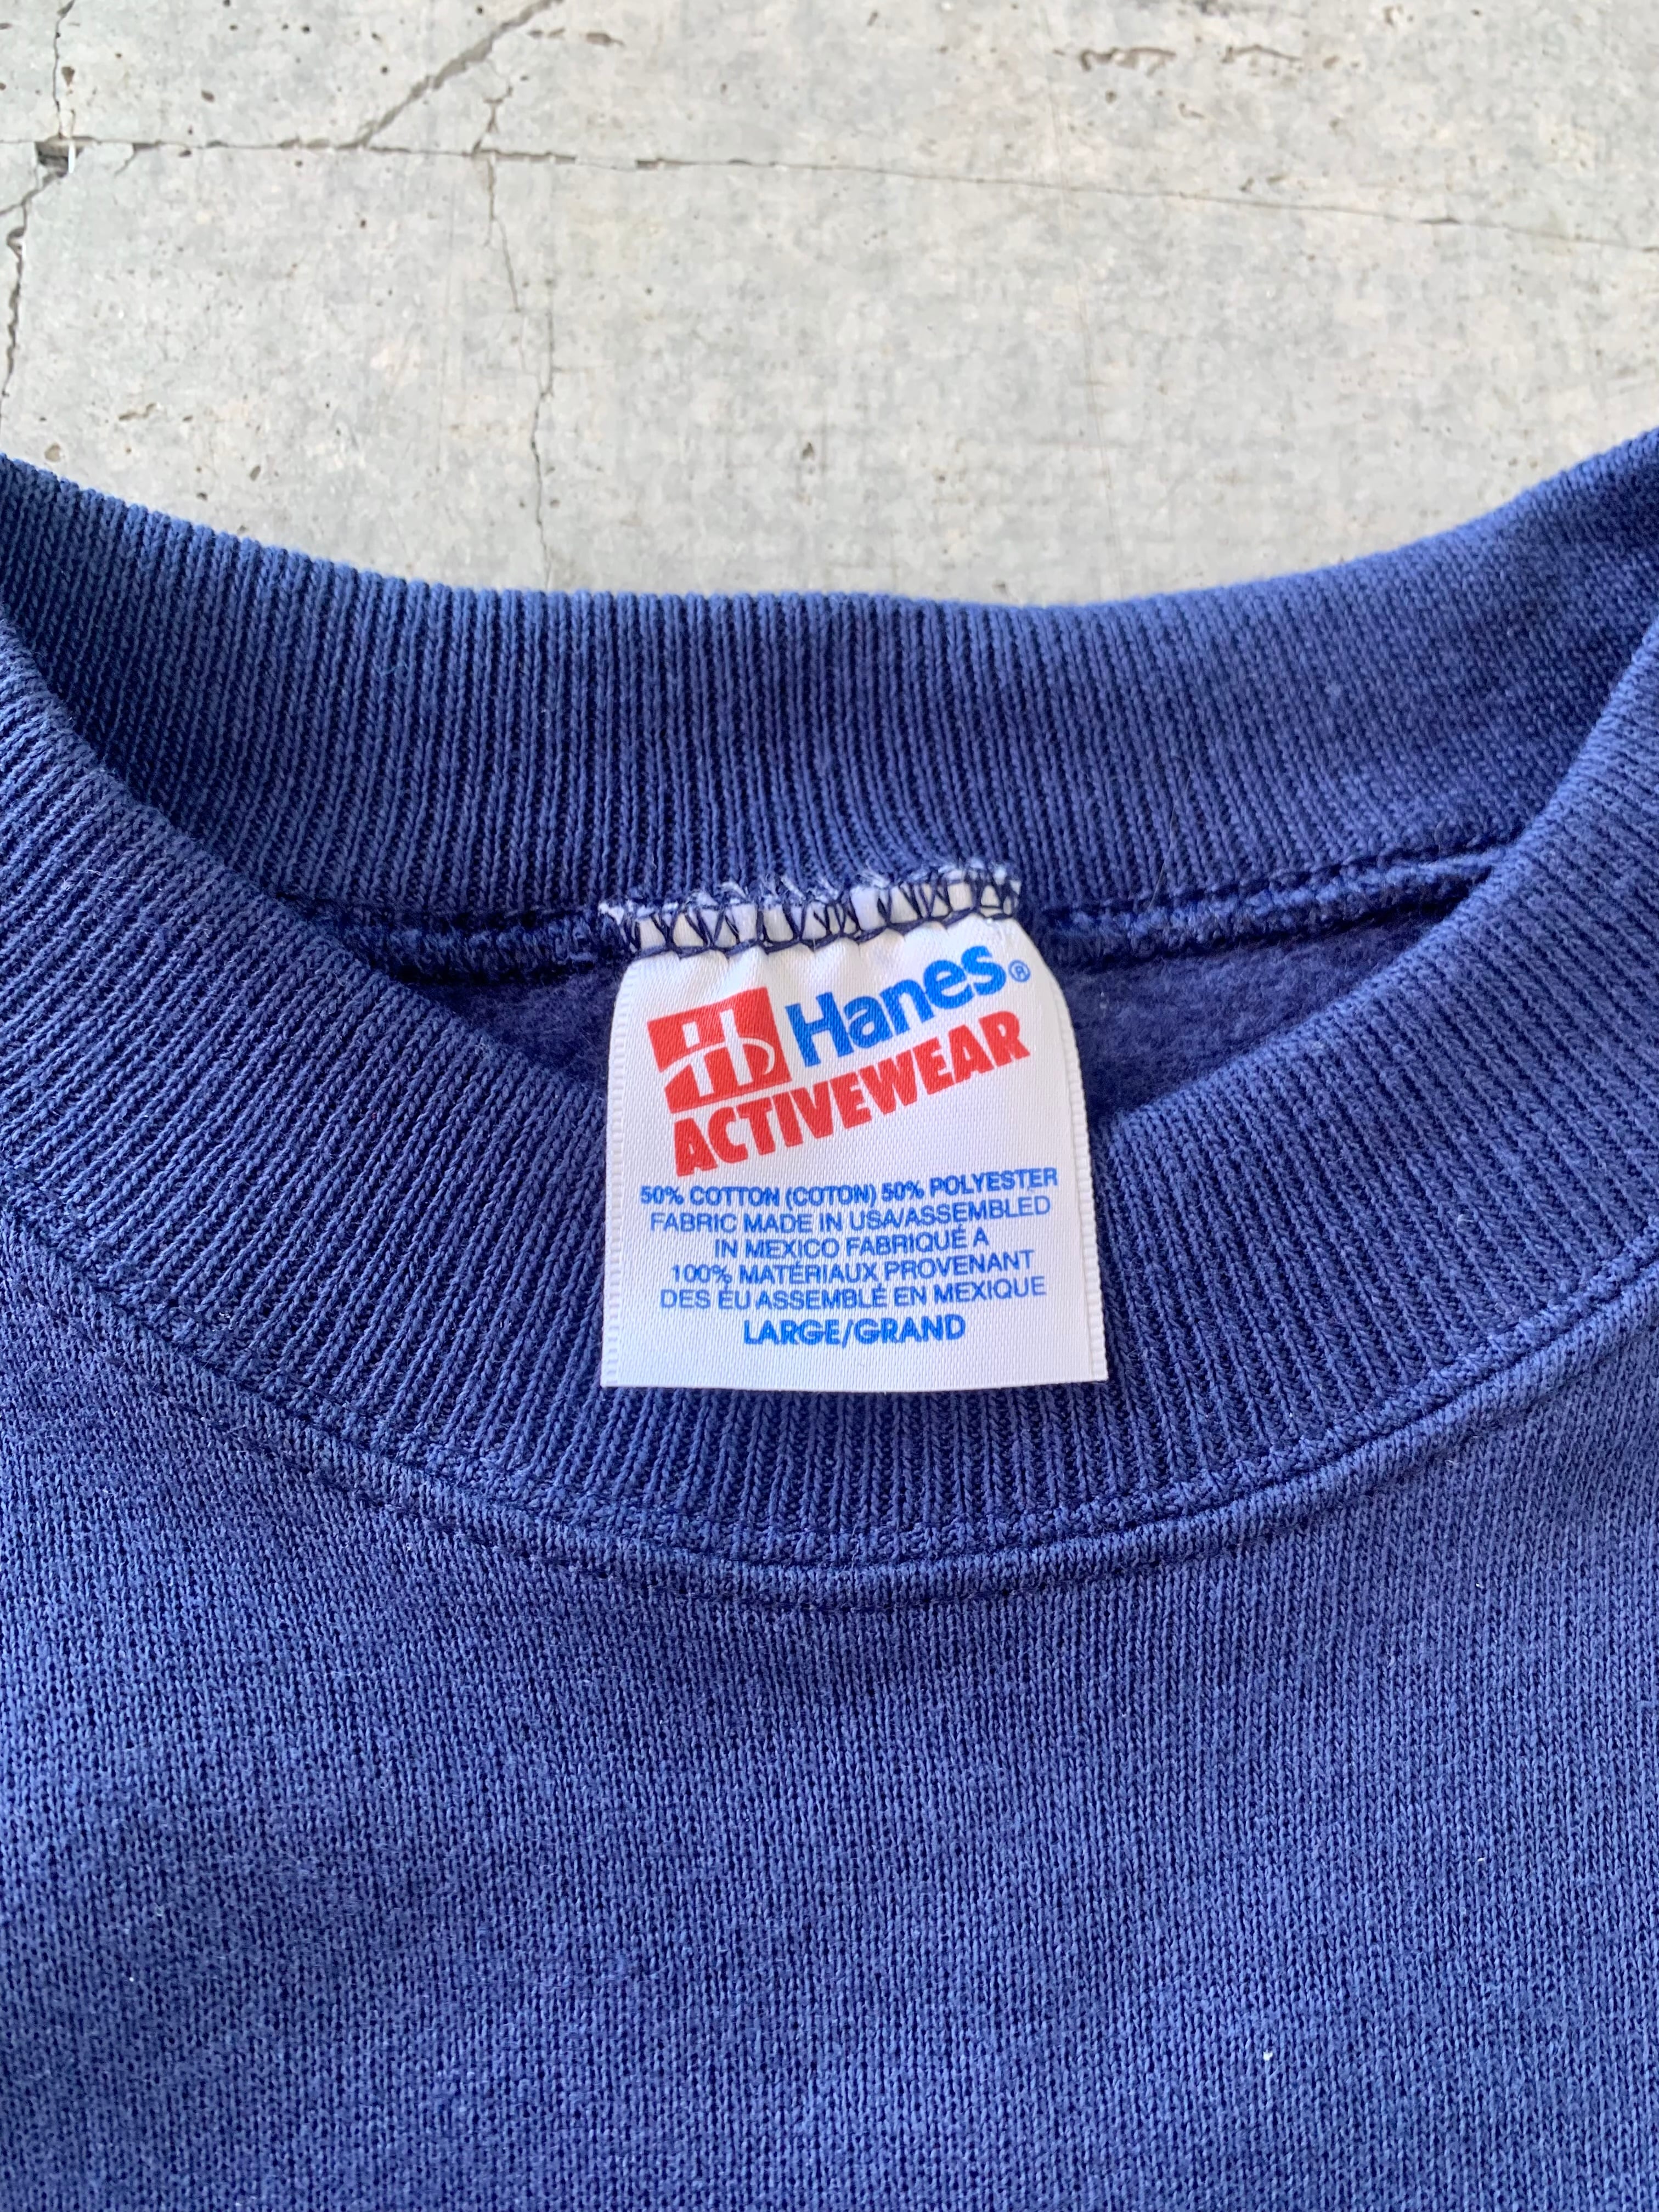 Hanes®
ACTIVEWEAR
50% COTTON (COTON) 50% POLYESTER
FABRIC MADE IN USA/ASSEMBLED
IN MEXICO FABRIQUÉ À
100% MATÉRIAUX PROVENANT
DES EU ASSEMBLÉ EN MEXIQUE
LARGE/GRAND